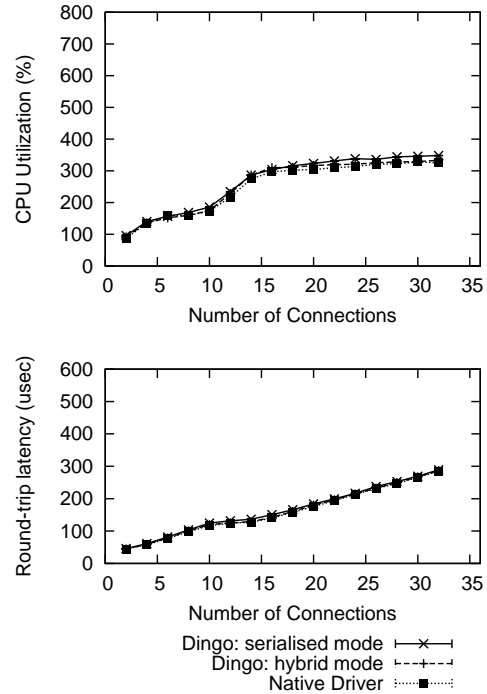 800
700
600
500
400
300
200
100
0
CPU Utilization (%)
0 5 10 15 20 25 30 35
Number of Connections
600
500
400
300
200
100
0
Round-trip latency (usec)
0 5 10 15 20 25 30 35
Number of Connections
Dingo: serialised mode
Dingo: hybrid mode
Native Driver